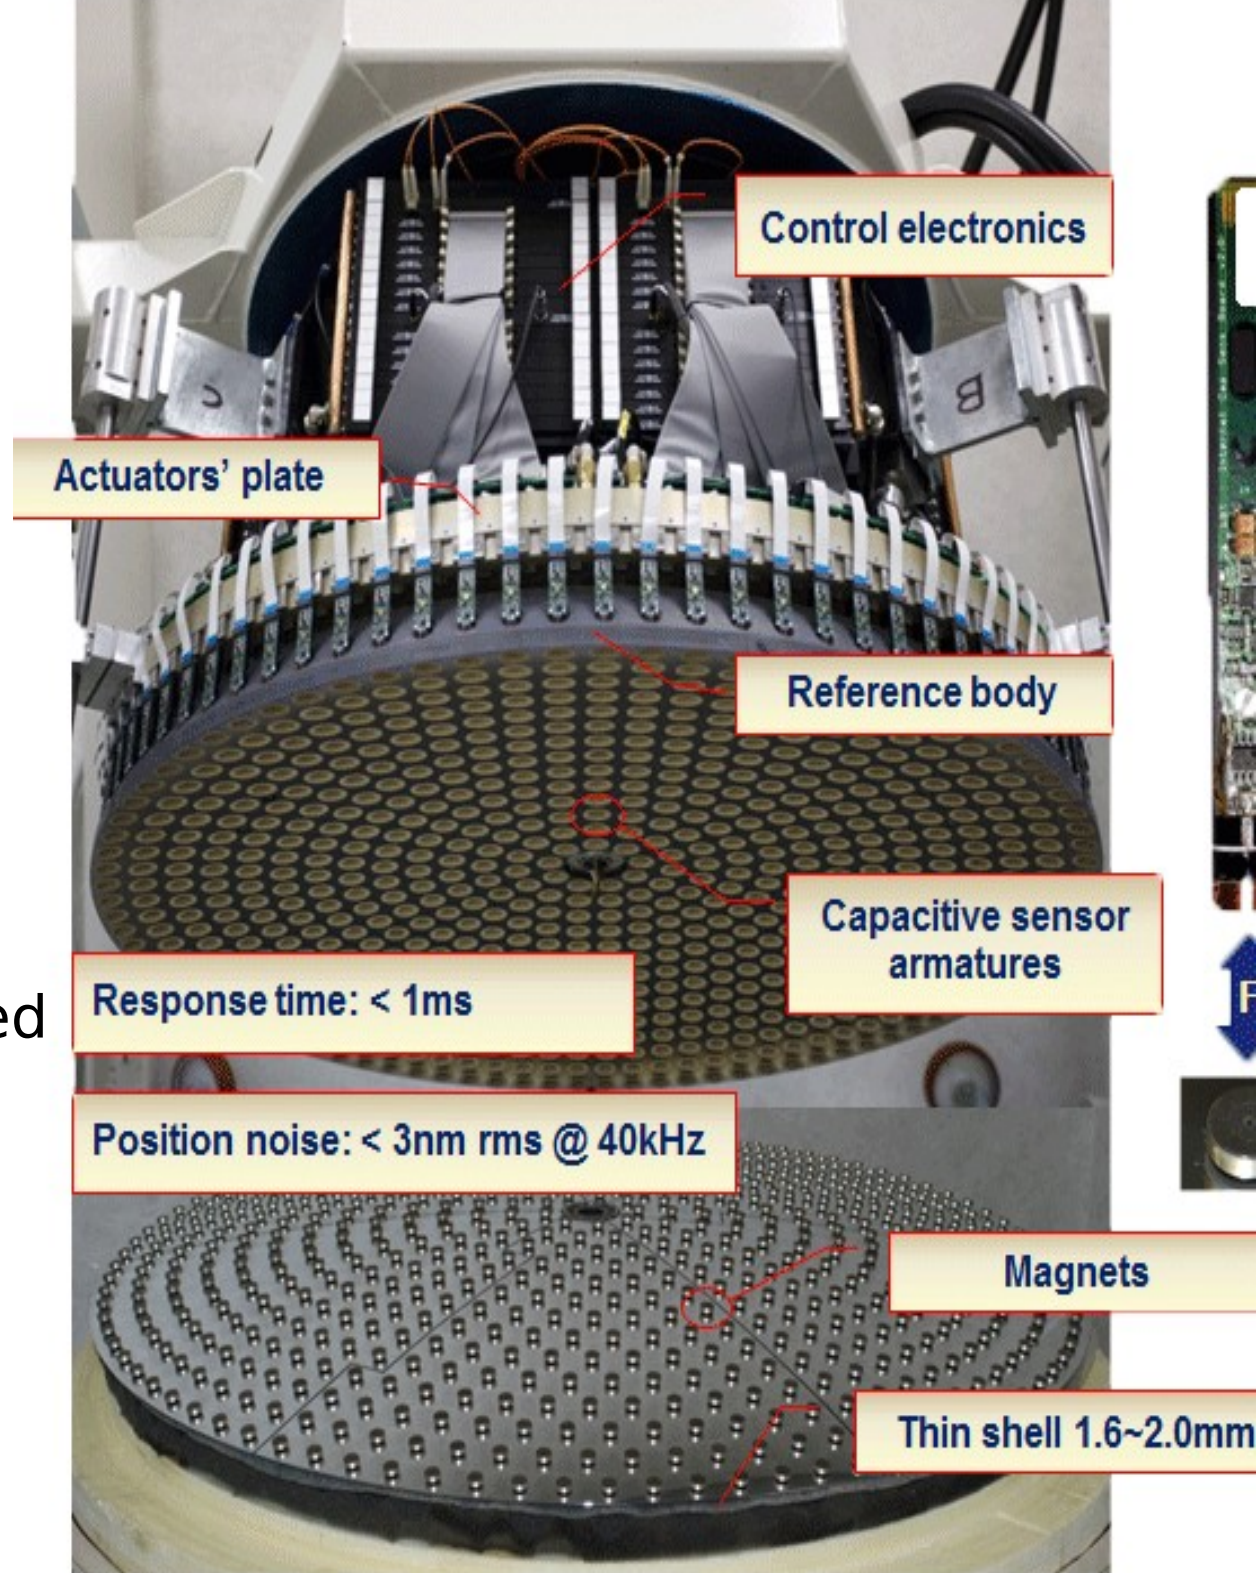 Control electronics
C
B
Actuators' plate
Reference body
Capacitive sensor
armatures
ed
Response time: < 1ms
F
Position noise: < 3nm rms @ 40kHz
Magnets
Thin shell 1.6~2.0mm